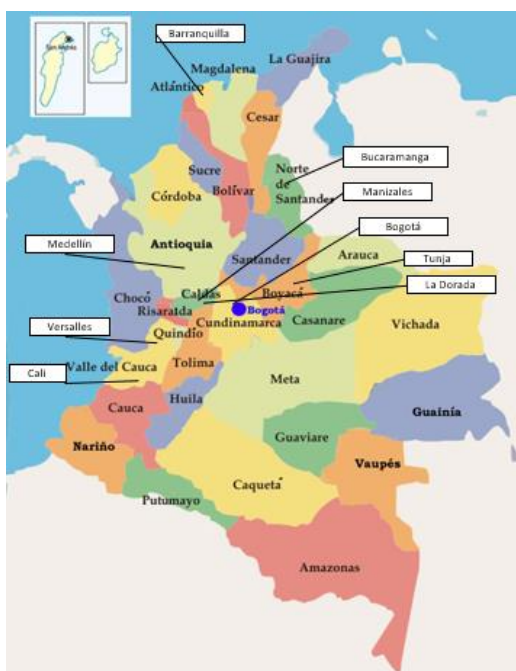 San Andrés
Barranquilla
La Guajira
Magdalena
Atlántico
Cesar
Bucaramanga
Sucre
Norte
de
Santander
Bolívar
Córdoba
Manizales
Bogotá
Medellín
Antioquia
Santander
Arauca
Tunja
Boyacá
La Dorada
Chocó
Caldas
Risaralda
Bogotá
Cundinamarca
Casanare
Vichada
Versalles
Quindío
Valle del Cauca
Tolima
Cali
Meta
Cauca
Huila
Guainía
Nariño
Guaviare
Vaupés
Caquetá
Putumayo
Amazonas